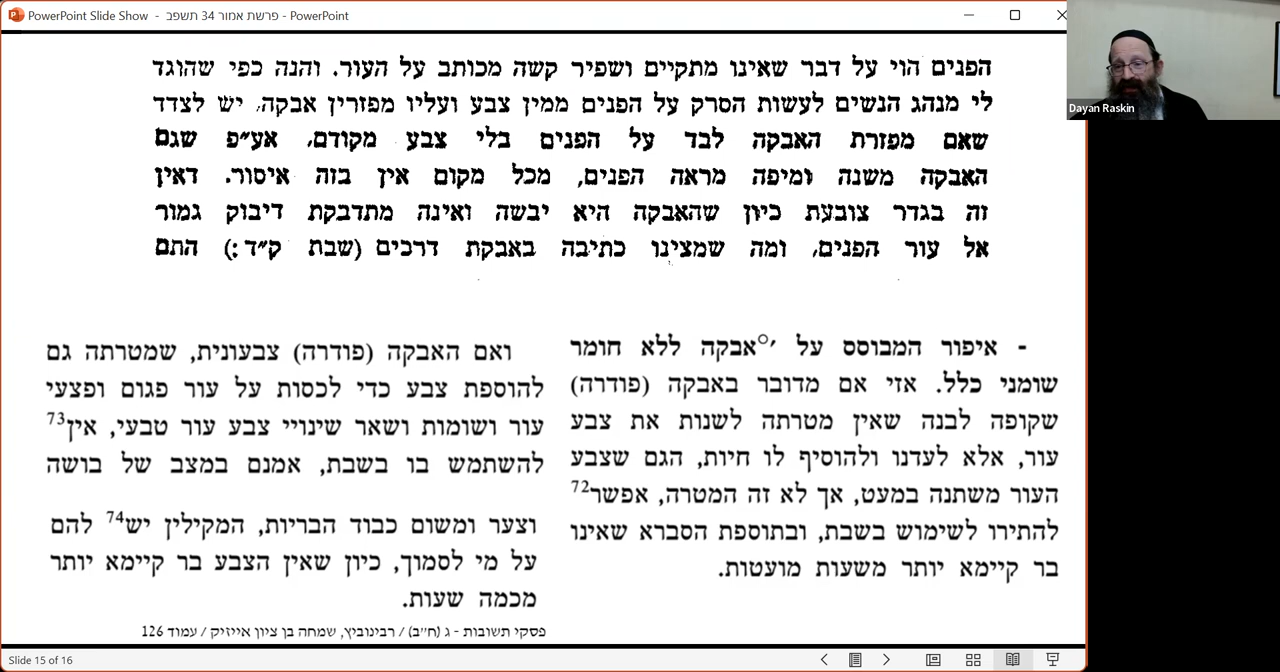 PowerPoint Slide Show - פרשת אמור 34 תשפב - PowerPoint
Dayan Raskin
הפנים הוי על דבר שאינו מתקיים ושפיר קשה מכותב על העור. והנה כפי שהוגד
לי מנהג הנשים לעשות הסרק על הפנים ממין צבע ועליו מפזרין אבקה, יש לצדד
שאם מפזרת האבקה לבד על הפנים בלי צבע מקודם, אע״פ שגם
האבקה משנה ומיפה מראה הפנים, מכל מקום אין בזה איסור. דאין
זה בגדר צובעת כיון שהאבקה היא יבשה ואינה מתדבקת דיבוק גמור
אל עור הפנים, ומה שמצינו כתיבה באבקת דרכים (שבת ק״ד:) התם
- איפור המבוסס על ׳°אבקה ללא חומר
שומני כלל. אזי אם מדובר באבקה (פודרה)
שקופה לבנה שאין מטרתה לשנות את צבע
עור, אלא לעדנו ולהוסיף לו חיות, הגם שצבע
העור משתנה במעט, אך לא זה המטרה, אפשר72
להתירו לשימוש בשבת, ובתוספת הסברא שאינו
בר קיימא יותר משעות מועטות.
ואם האבקה (פודרה) צבעונית, שמטרתה גם
להוספת צבע כדי לכסות על עור פגום ופצעי
עור ושומות ושאר שינויי צבע עור טבעי, אין73
להשתמש בו בשבת, אמנם במצב של בושה
וצער ומשום כבוד הבריות, המקילין יש74 להם
על מי לסמוך, כיון שאין הצבע בר קיימא יותר
מכמה שעות.
פסקי תשובות - ג (ח״ב) / רבינוביץ, שמחה בן ציון אייזיק / עמוד 126
Slide 15 of 16